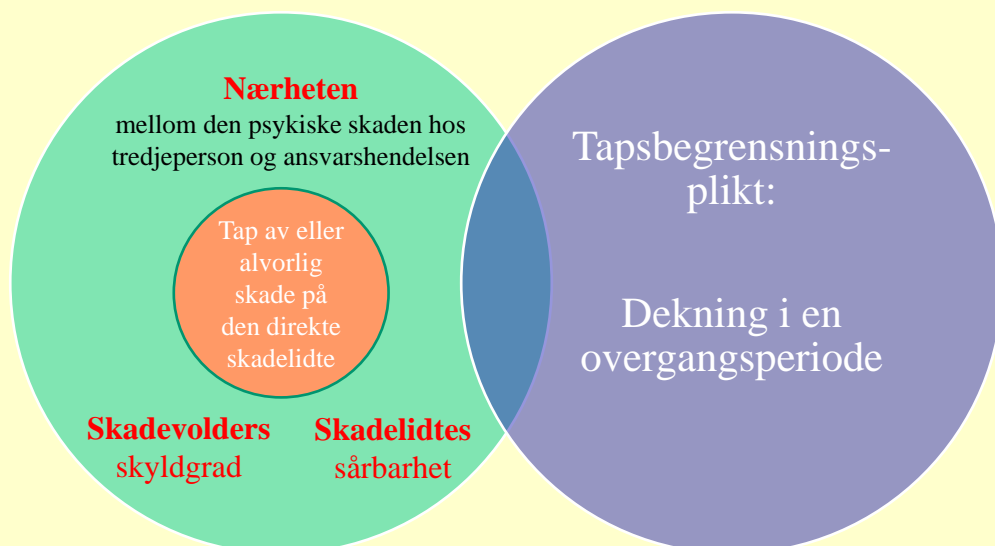 Nærheten
mellom den psykiske skaden hos
tredjeperson og ansvarshendelsen
Tap av eller
alvorlig
skade på
den direkte
skadelidte
Skadevolders
skyldgrad
Skadelidtes
sårbarhet
Tapsbegrensnings-
plikt:
Dekning i en
overgangsperiode